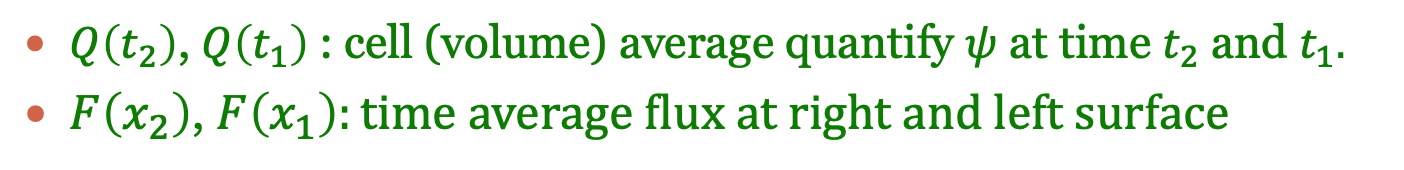 • Q(t₂), Q(t₁) : cell (volume) average quantify ψ at time t₂ and t₁.
• F(x₂), F(x₁): time average flux at right and left surface